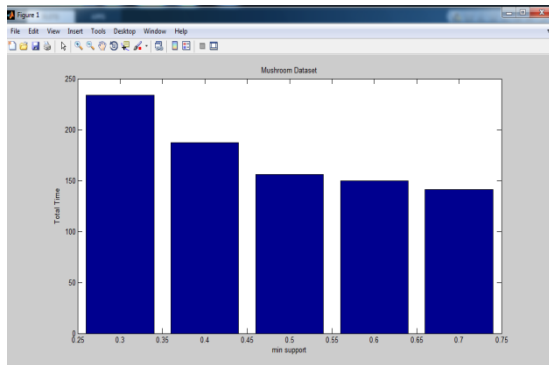 Figure 1
File Edit View Insert Tools Desktop Window Help
Mushroom Dataset
250
200
150
100
50
0
Total Time
0.25 0.3 0.35 0.4 0.45 0.5 0.55 0.6 0.65 0.7 0.75
min support